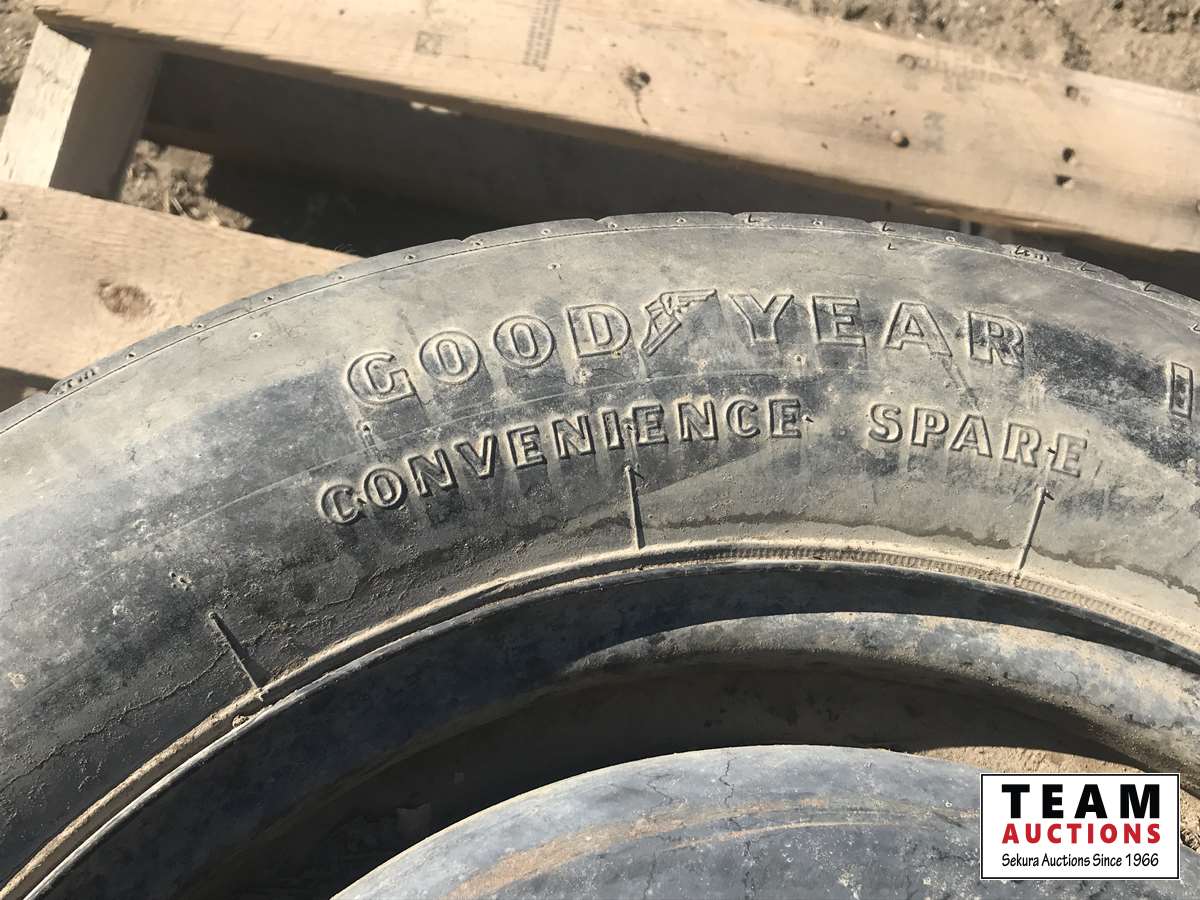 GOODYEAR
CONVENIENCE SPARE
TEAM
AUCTIONS
Sekura Auctions Since 1966